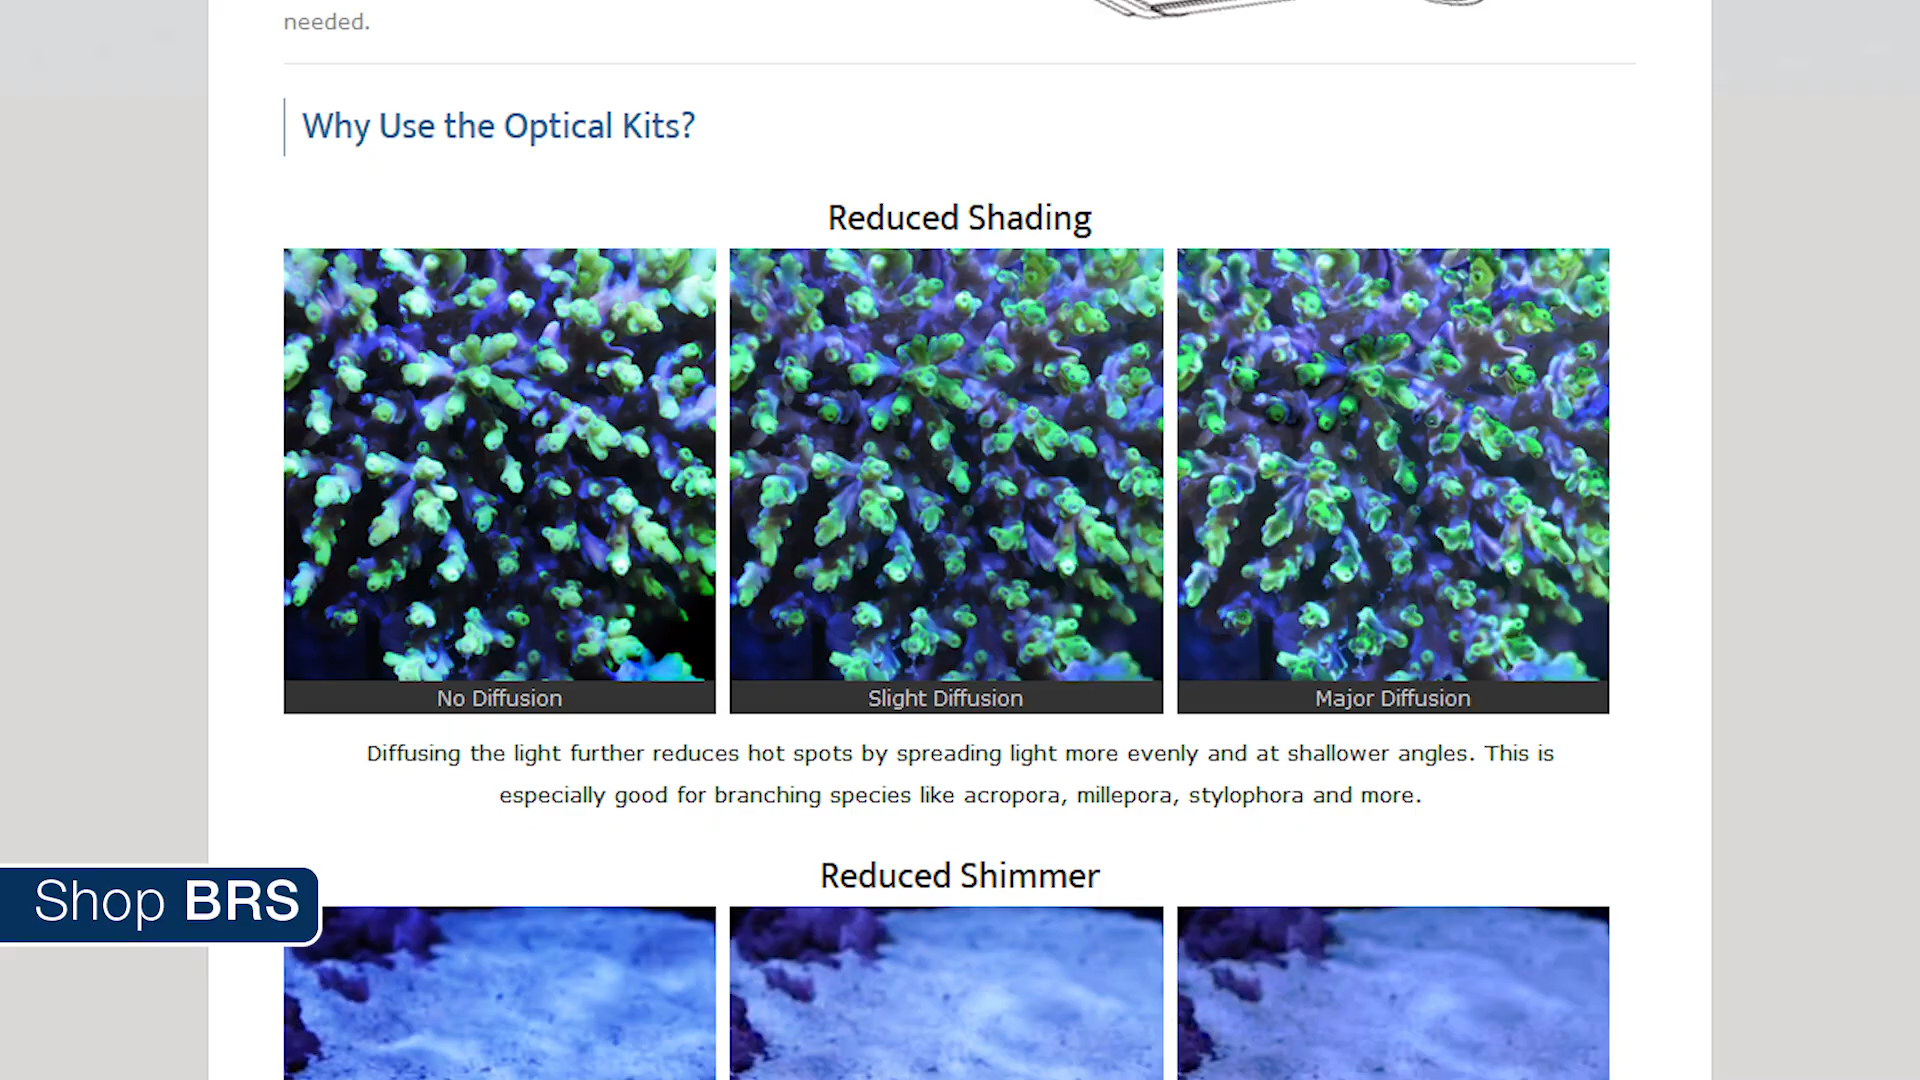 needed.
Why Use the Optical Kits?
Reduced Shading
No Diffusion
Slight Diffusion
Major Diffusion
Diffusing the light further reduces hot spots by spreading light more evenly and at shallower angles. This is
especially good for branching species like acropora, millepora, stylophora and more.
Reduced Shimmer
Shop BRS